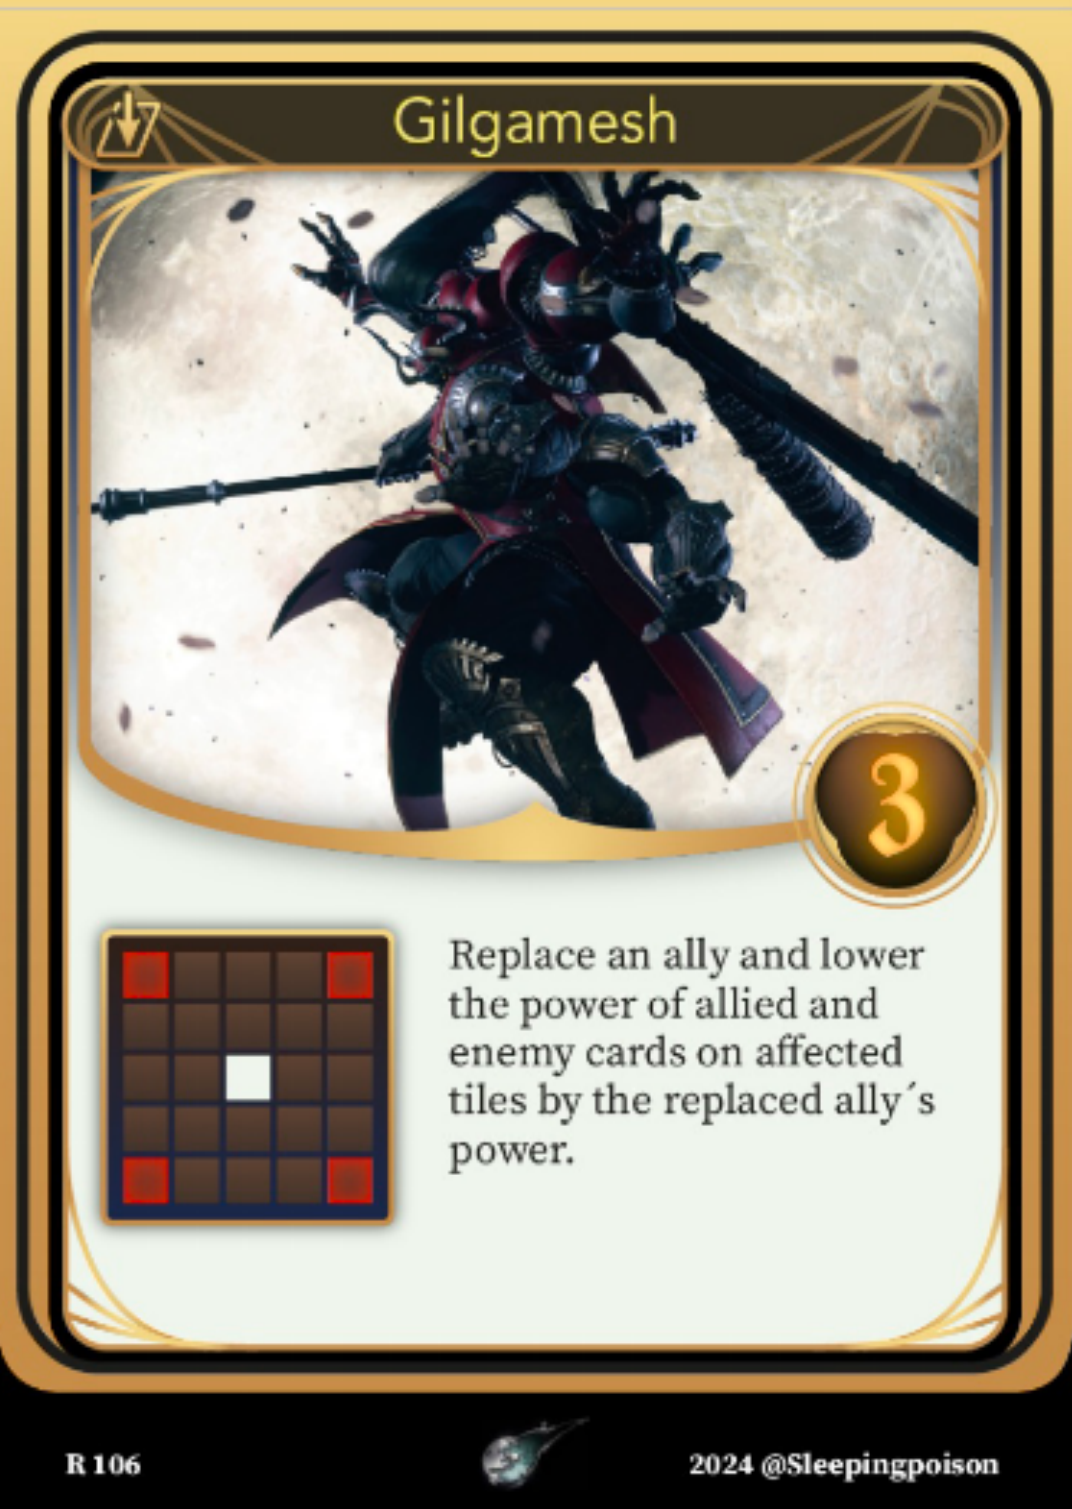 Gilgamesh
3
Replace an ally and lower
the power of allied and
enemy cards on affected
tiles by the replaced ally´s
power.
R 106
2024 @Sleepingpoison